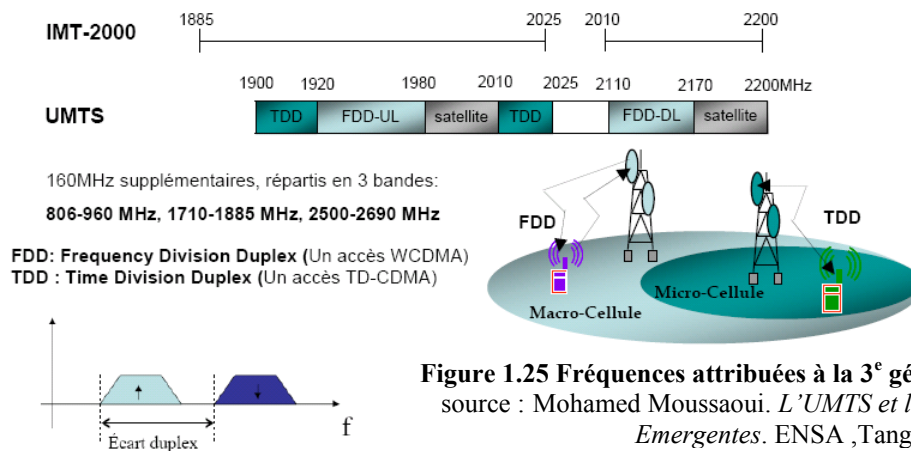 1885 2025 2010 2200
IMT-2000
1900 1920 1980 2010 2025 2110 2170 2200MHz
UMTS TDD FDD-UL satellite TDD FDD-DL satellite
160MHz supplémentaires, répartis en 3 bandes:
806-960 MHz, 1710-1885 MHz, 2500-2690 MHz
FDD: Frequency Division Duplex (Un accès WCDMA)
TDD : Time Division Duplex (Un accès TD-CDMA)
FDD TDD
Micro-Cellule
Macro-Cellule
f
Écart duplex
Figure 1.25 Fréquences attribuées à la 3e gé
source : Mohamed Moussaoui. L'UMTS et l
Emergentes. ENSA ,Tang